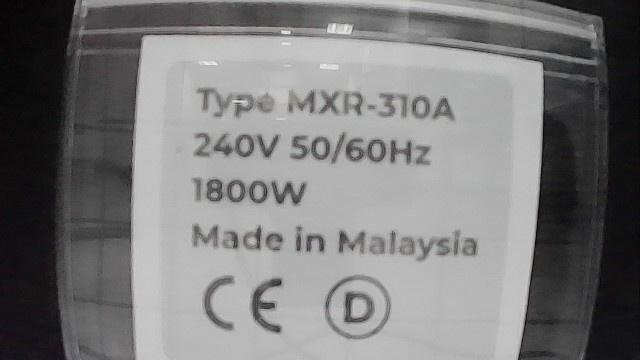 Type MXR-310A
240V 50/60Hz
1800W
Made in Malaysia
CE D